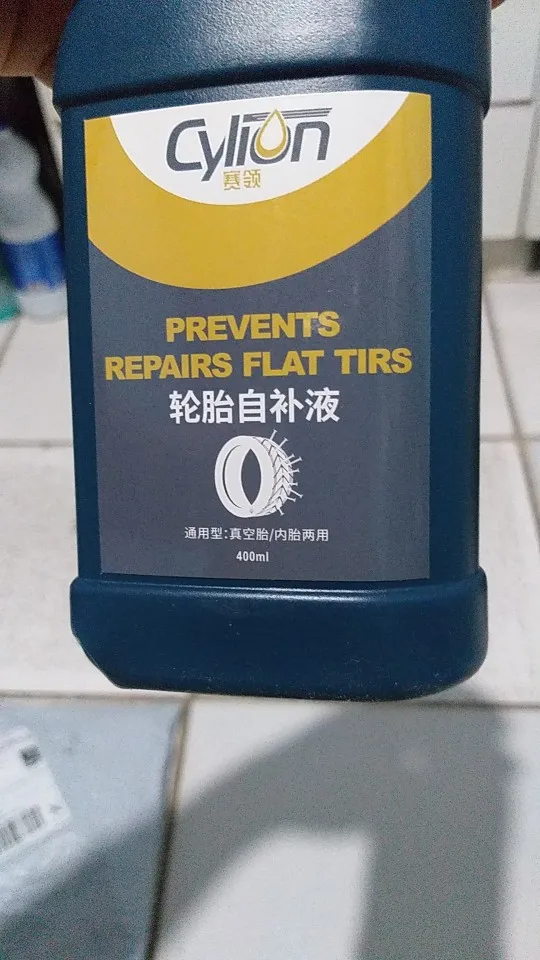 Cylion
赛领
PREVENTS
REPAIRS FLAT TIRS
轮胎自补液
通用型:真空胎/内胎两用
400ml